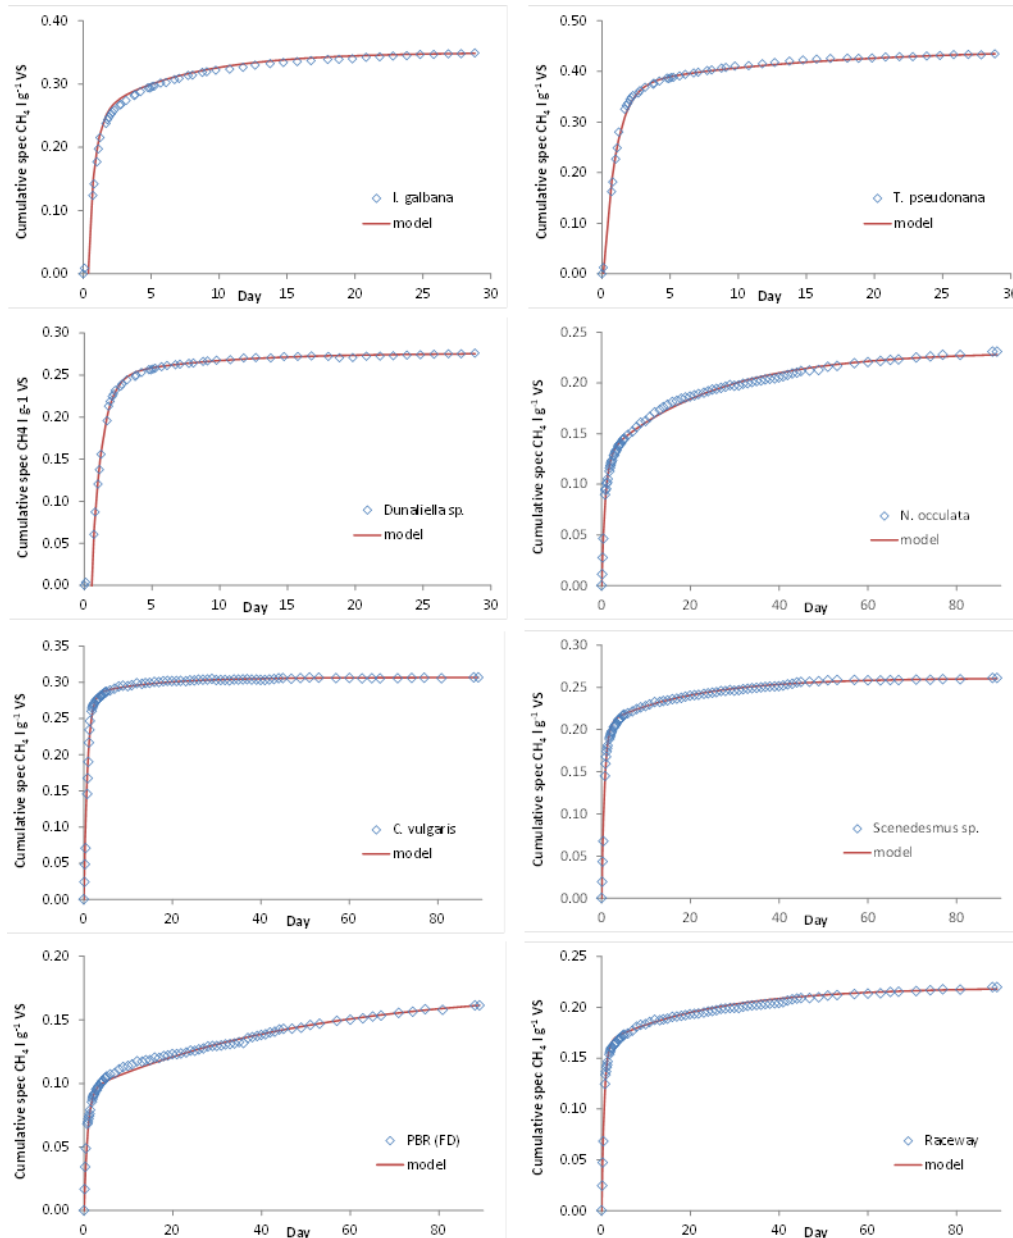 0.40
0.30
0.20
0.10
0.00
Cumulative spec CH₄ l g⁻¹ VS
I. galbana
model
0 5 10 15 20 25 30
Day
0.50
0.40
0.30
0.20
0.10
0.00
Cumulative spec CH₄ l g⁻¹ VS
T. pseudonana
model
0 5 10 15 20 25 30
Day
0.30
0.25
0.20
0.15
0.10
0.05
0.00
Cumulative spec CH4 l g-1 VS
Dunaliella sp.
model
0 5 10 15 20 25 30
Day
0.25
0.20
0.15
0.10
0.05
0.00
Cumulative spec CH₄ l g⁻¹ VS
N. occulata
model
0 20 40 60 80
Day
0.35
0.30
0.25
0.20
0.15
0.10
0.05
0.00
Cumulative spec CH₄ l g⁻¹ VS
C. vulgaris
model
0 20 40 60 80
Day
0.30
0.25
0.20
0.15
0.10
0.05
0.00
Cumulative spec CH₄ l g⁻¹ VS
Scenedesmus sp.
model
0 20 40 60 80
Day
0.20
0.15
0.10
0.05
0.00
Cumulative spec CH₄ l g⁻¹ VS
PBR (FD)
model
0 20 40 60 80
Day
0.25
0.20
0.15
0.10
0.05
0.00
Cumulative spec CH₄ l g⁻¹ VS
Raceway
model
0 20 40 60 80
Day